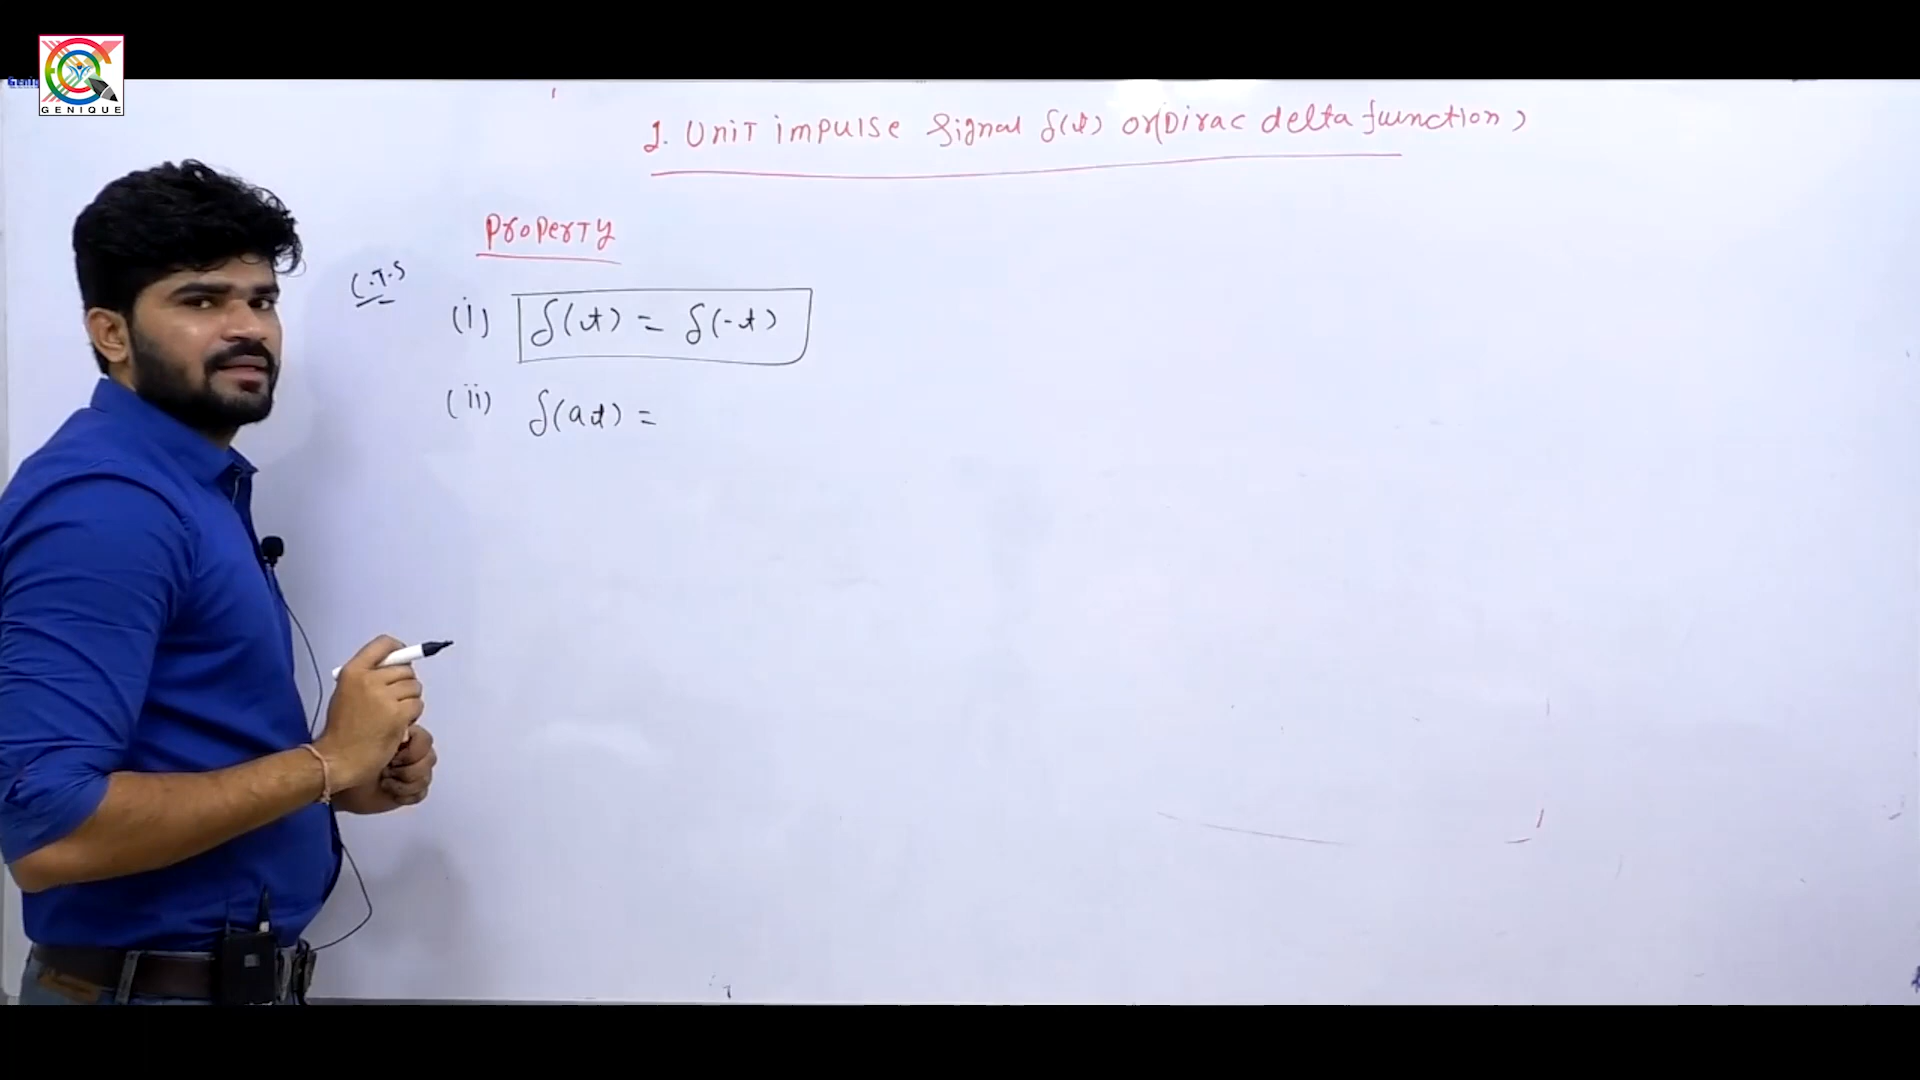 GENIQUE
1. Unit impulse signal δ(t) or (Dirac delta function)
Property
C.T.S
(i) δ(t) = δ(-t)
(ii) δ(at) =